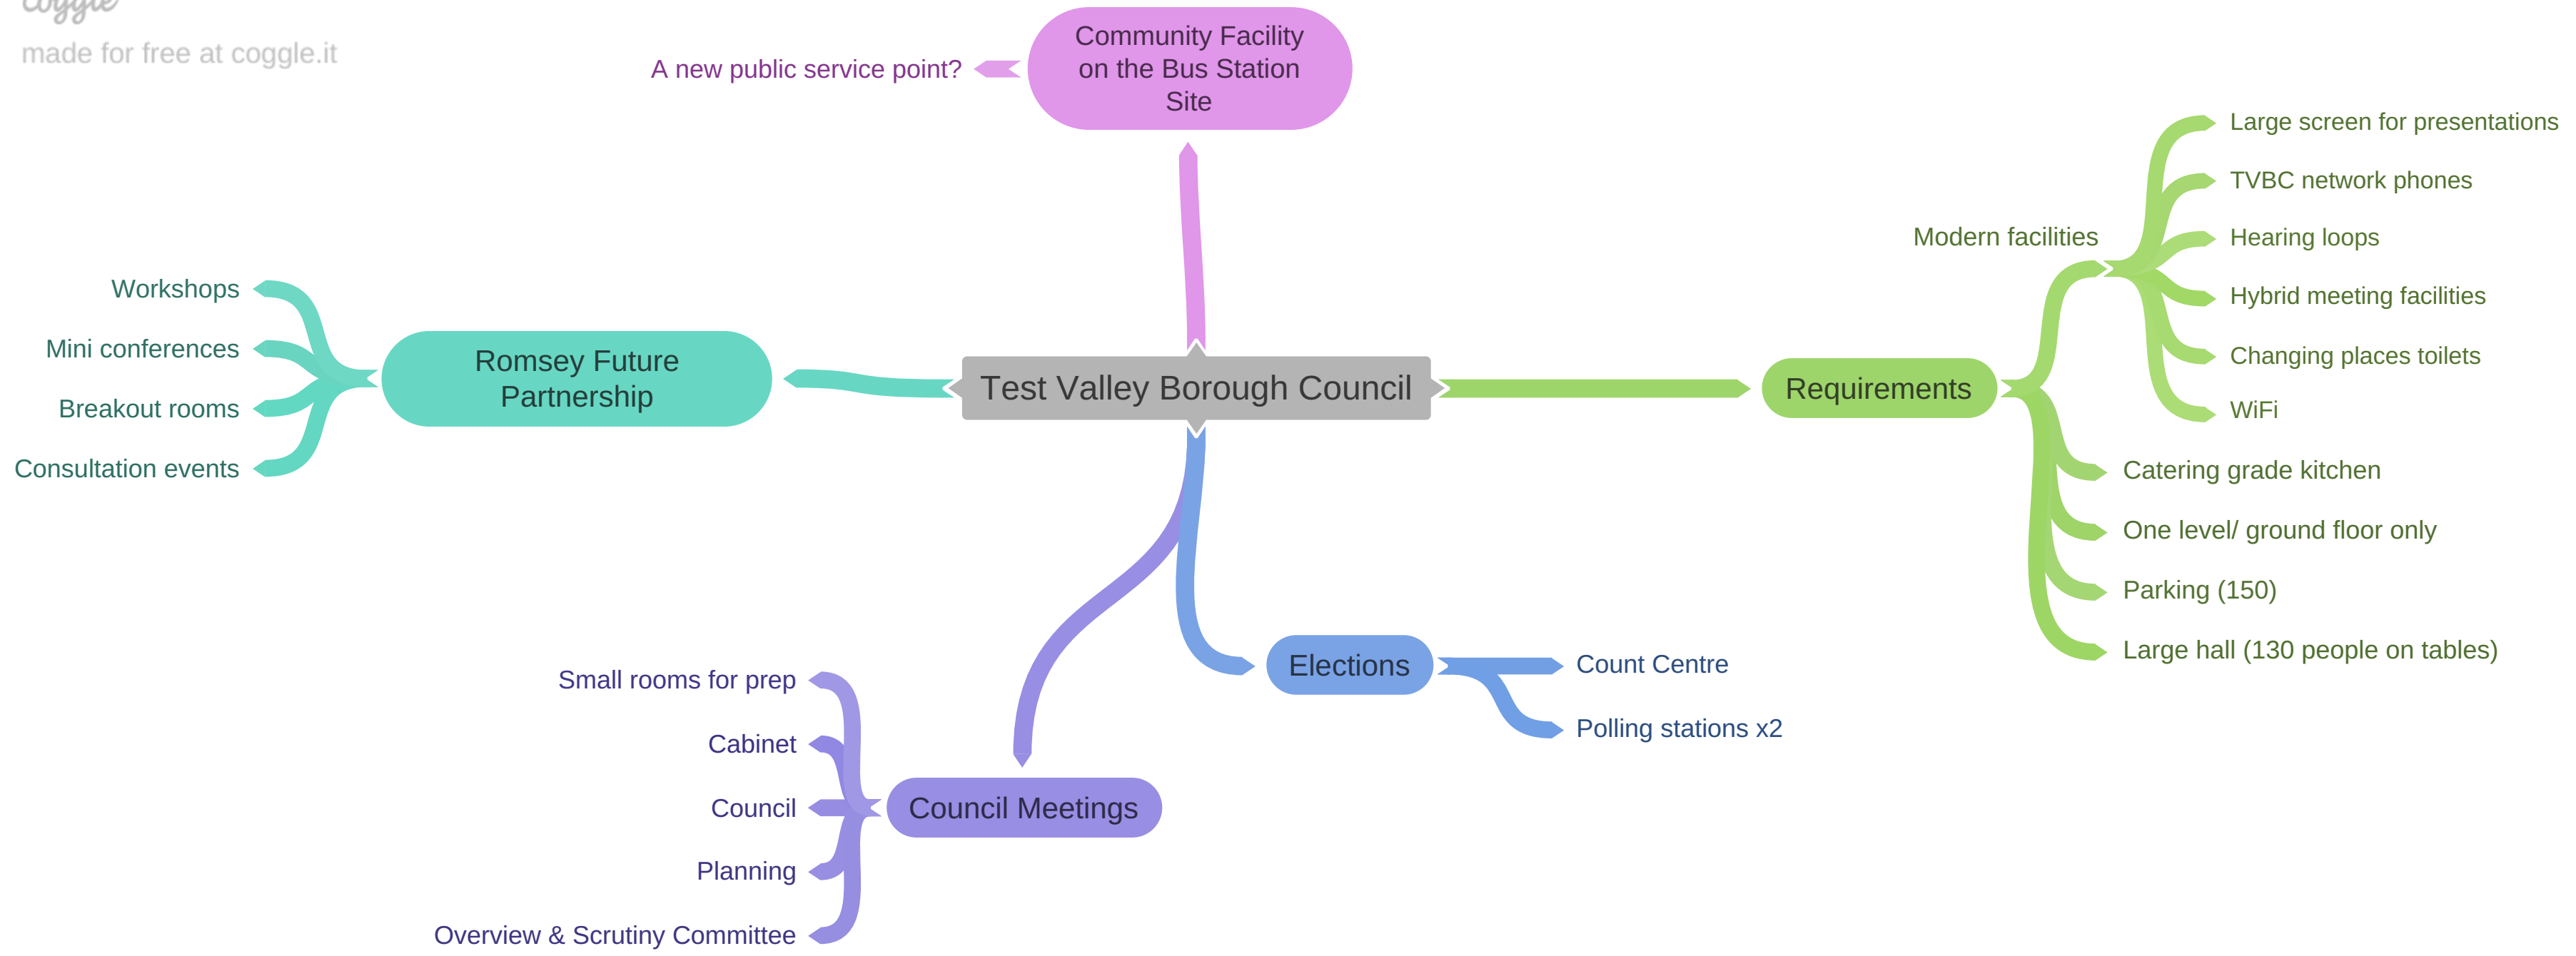 Coggle
made for free at coggle.it
Community Facility
on the Bus Station
Site
A new public service point?
Large screen for presentations
TVBC network phones
Modern facilities
Hearing loops
Hybrid meeting facilities
Changing places toilets
WiFi
Workshops
Mini conferences
Breakout rooms
Consultation events
Romsey Future
Partnership
Test Valley Borough Council
Requirements
Catering grade kitchen
One level/ ground floor only
Parking (150)
Large hall (130 people on tables)
Elections
Count Centre
Polling stations x2
Small rooms for prep
Cabinet
Council
Planning
Overview & Scrutiny Committee
Council Meetings